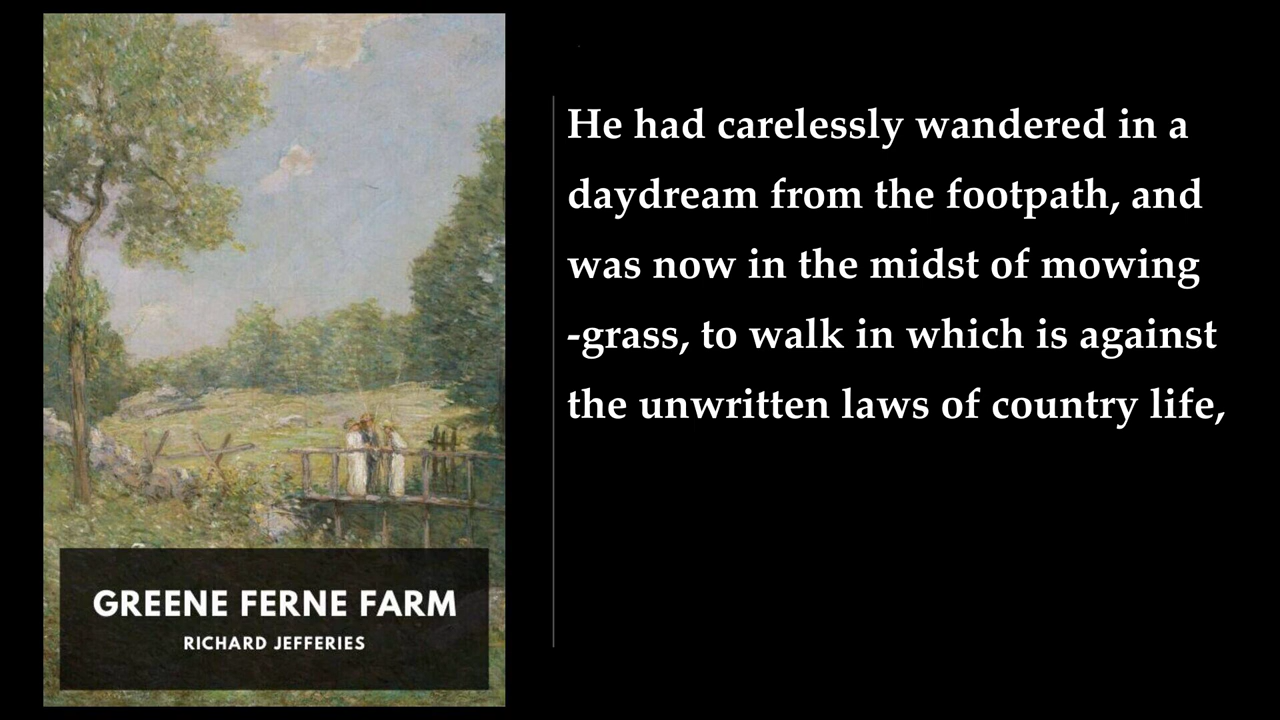 GREENE FERNE FARM
RICHARD JEFFERIES
He had carelessly wandered in a
daydream from the footpath, and
was now in the midst of mowing
-grass, to walk in which is against
the unwritten laws of country life,